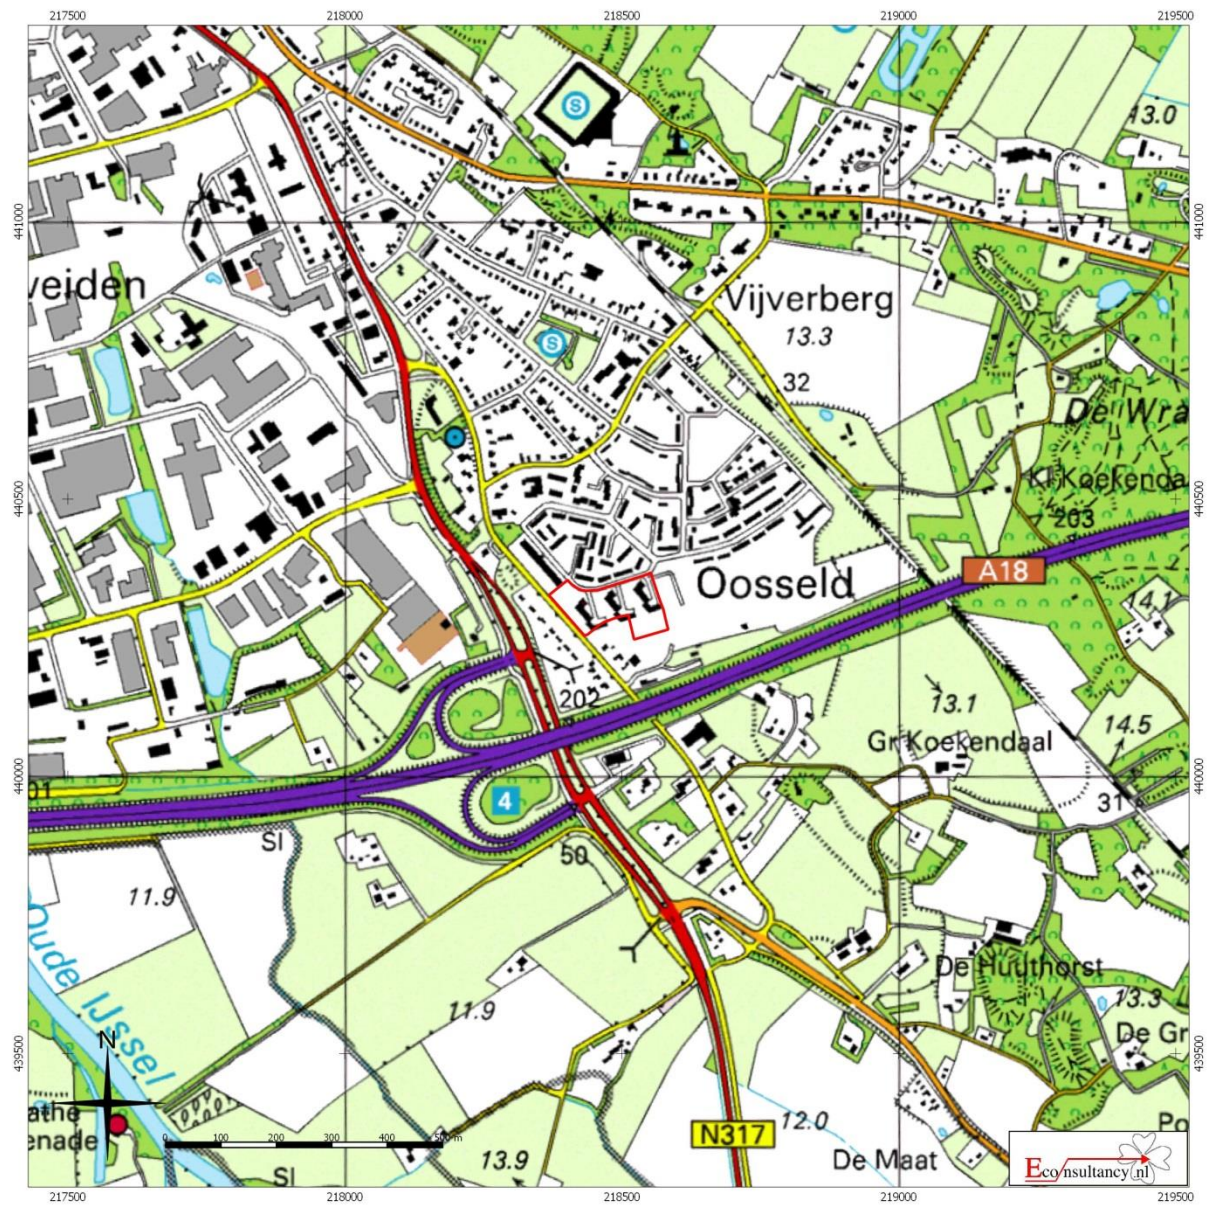 217500 218000 218500 219000 219500
S
S
13.0
441000 441000
veiden
Vijverberg
13.3
S
32
De Wra
Kl Koekenda
440500 440500
203
A18
Oosseld
14.1
202
13.1
14.5
Gr Koekendaal
440000 440000
4
01
31
Sl
50
11.9
Oude IJssel
De Huuthorst
11.9
13.3
De Gr
N
439500 439500
athe
enade
N317
12.0
Po
0 100 200 300 400 500 m
13.9
De Maat
Sl
Econsultancy.nl
217500 218000 218500 219000 219500